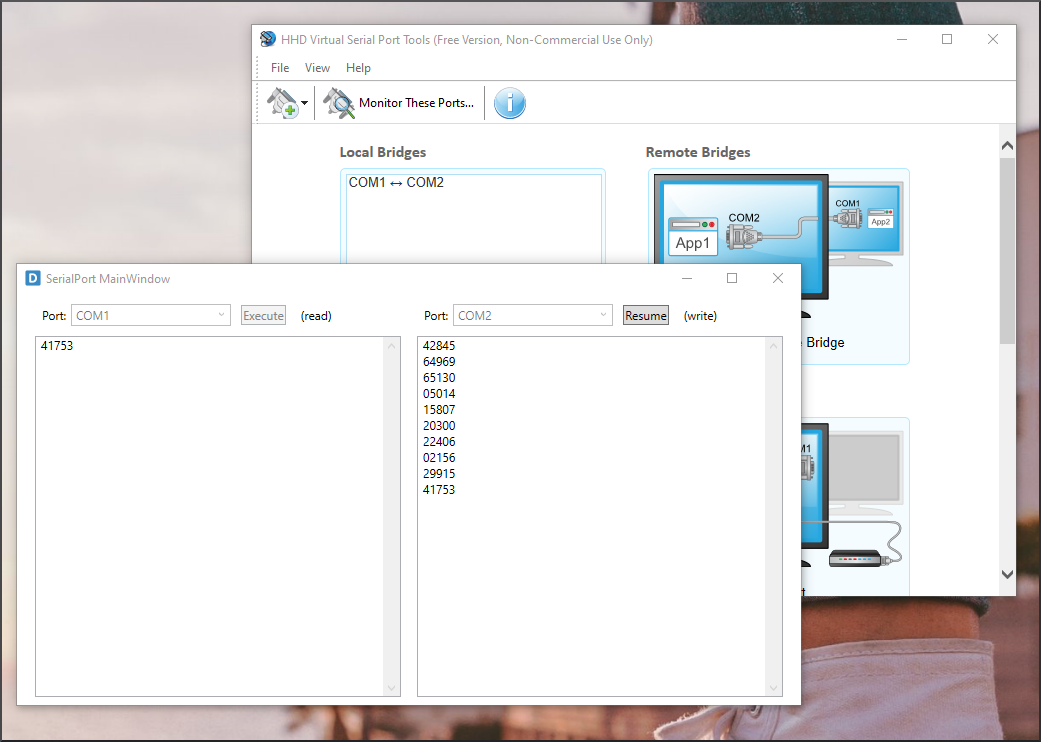 HHD Virtual Serial Port Tools (Free Version, Non-Commercial Use Only)
File View Help
Monitor These Ports...
Local Bridges
Remote Bridges
COM1 ↔ COM2
App1
COM2
COM1
App2
Bridge
SerialPort MainWindow
Port: COM1 Execute (read)
41753
Port: COM2 Resume (write)
42845
64969
65130
05014
15807
20300
22406
02156
29915
41753